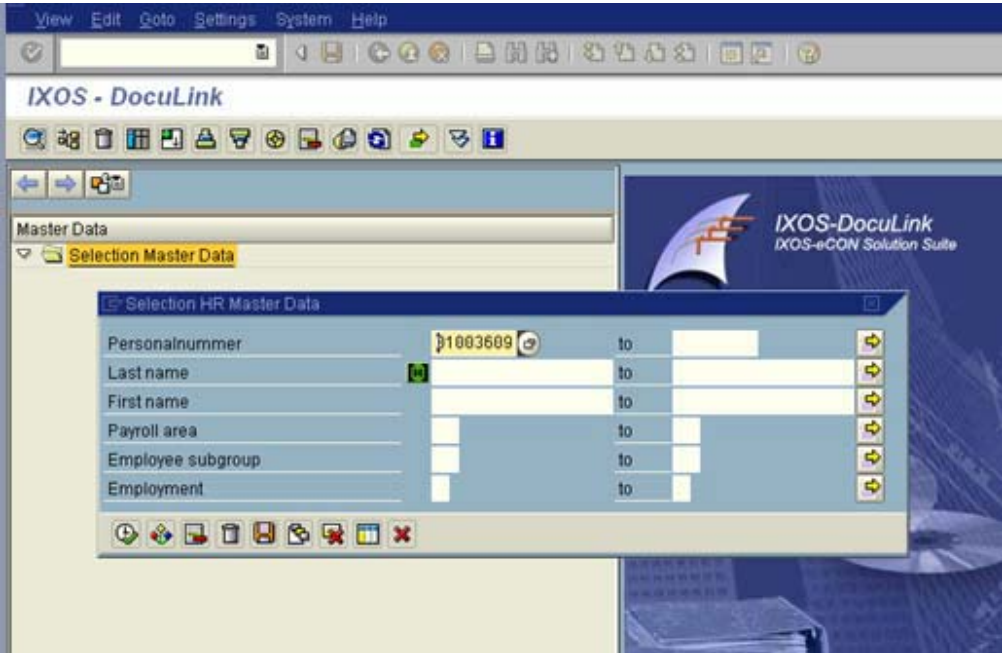 View Edit Goto Settings System Help
IXOS - DocuLink
Master Data
Selection Master Data
IXOS-DocuLink
IXOS-eCON Solution Suite
Selection HR Master Data
Personalnummer 01003609 to
Last name to
First name to
Payroll area to
Employee subgroup to
Employment to